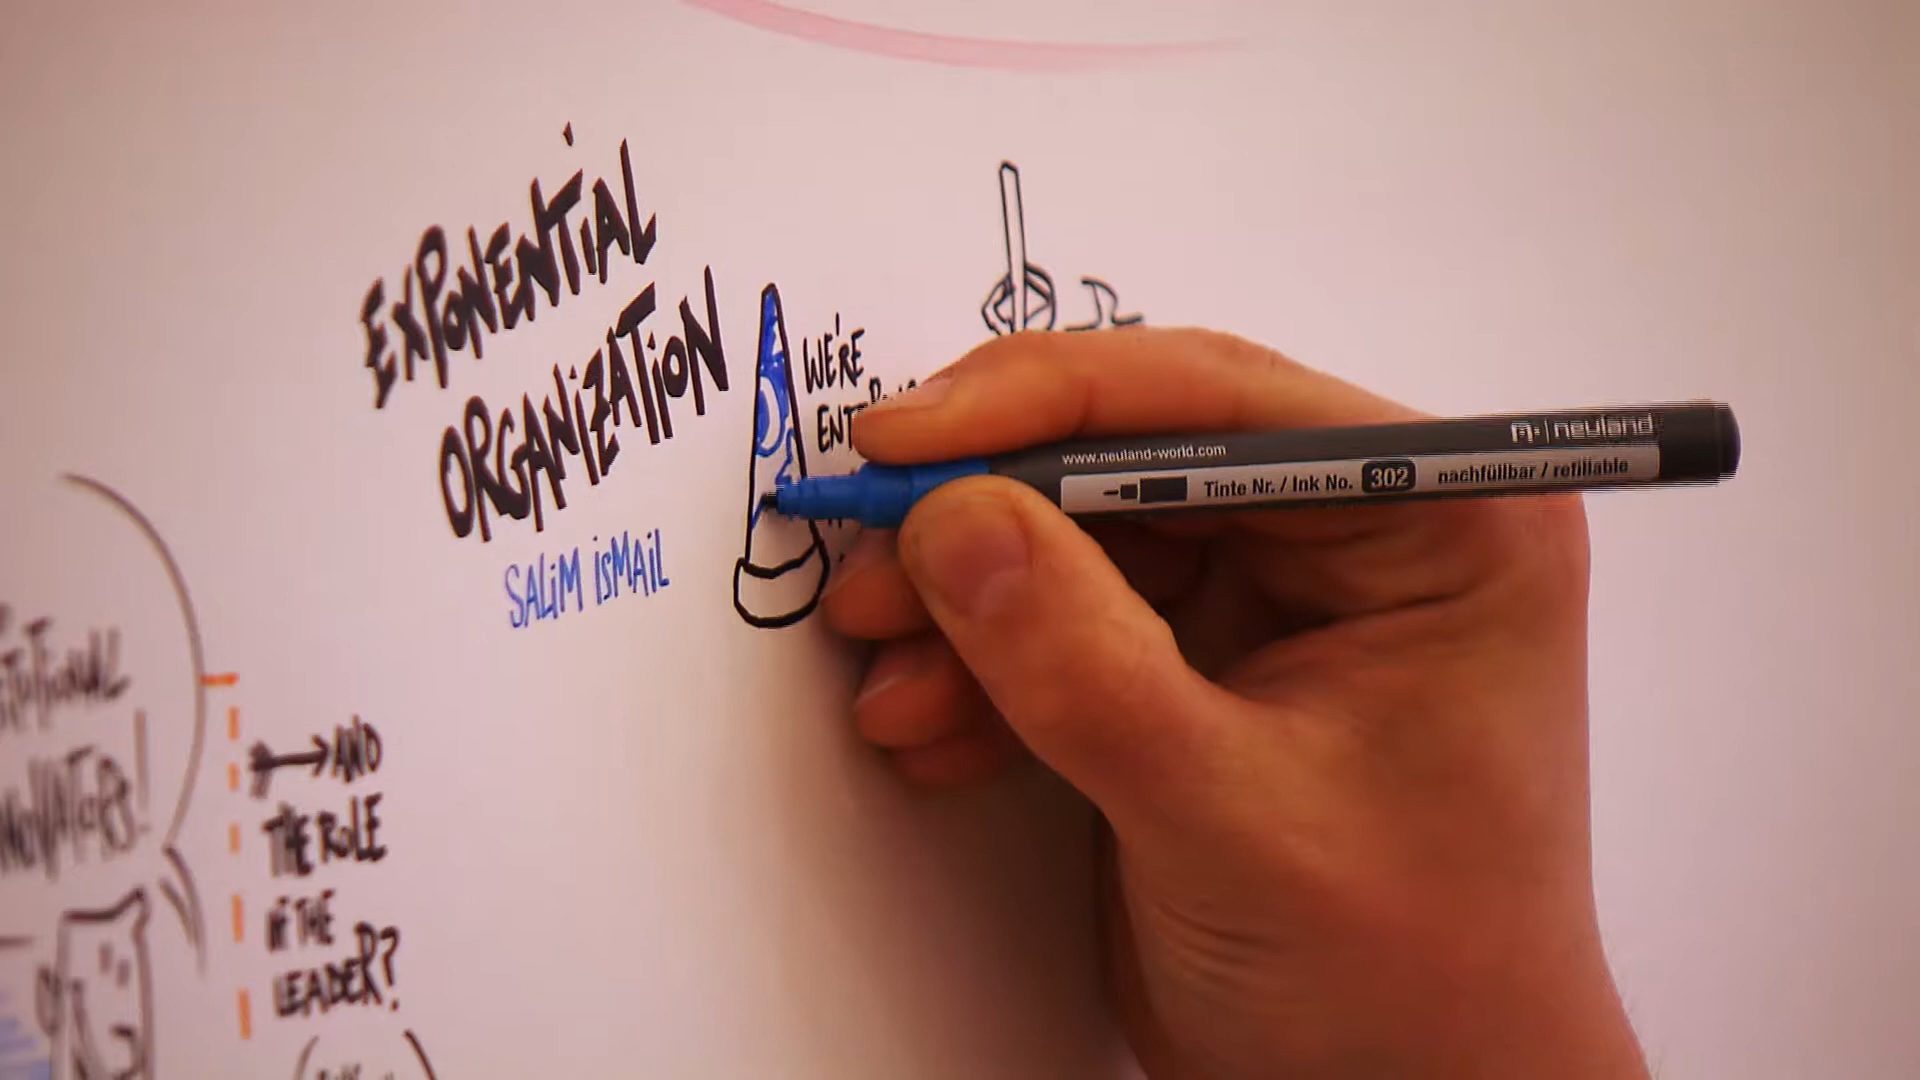 EXPONENTIAL
ORGANIZATION
SALIM ISMAIL
WE'RE
neuland
www.neuland-world.com
Tinte Nr. / Ink No. 302 nachfüllbar / refillable
AND
THE ROLE
OF THE
LEADER?